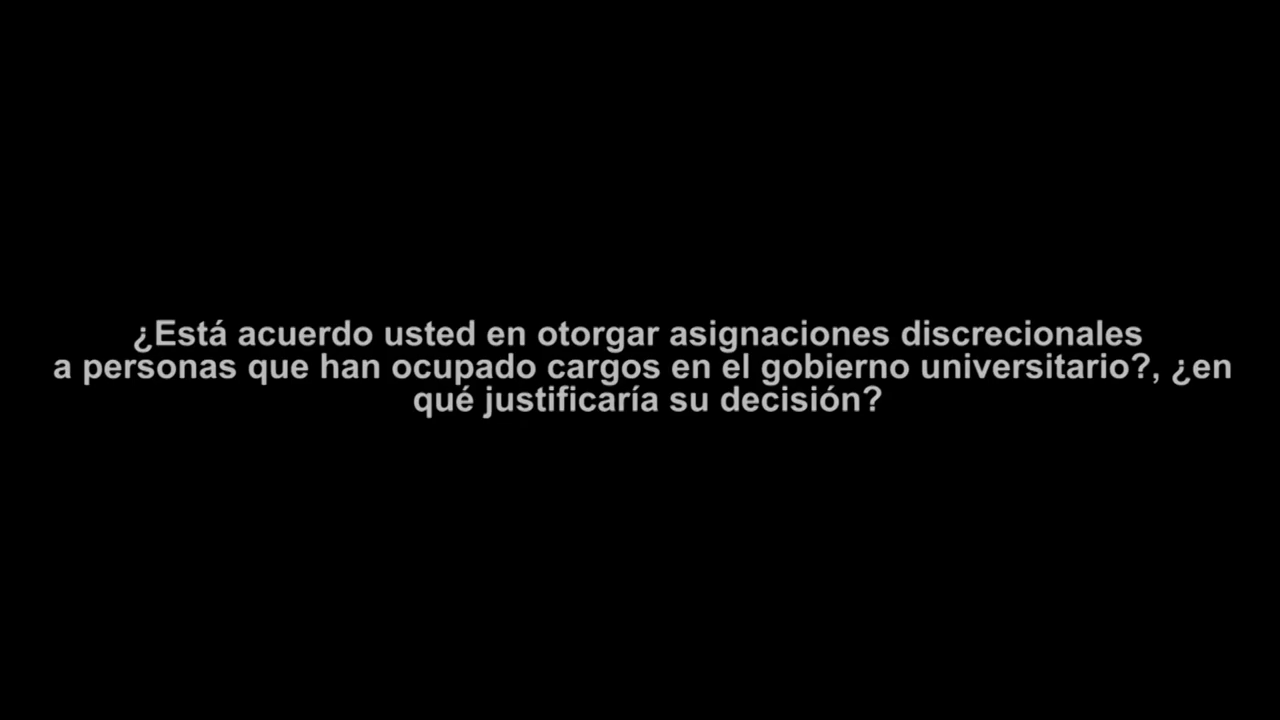 ¿Está acuerdo usted en otorgar asignaciones discrecionales
a personas que han ocupado cargos en el gobierno universitario?, ¿en
qué justificaría su decisión?